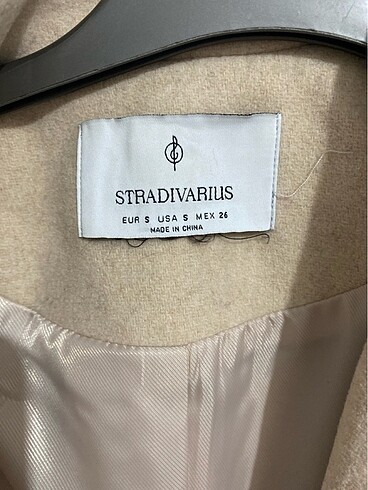 STRADIVARIUS
EUR S USA S MEX 26
MADE IN CHINA